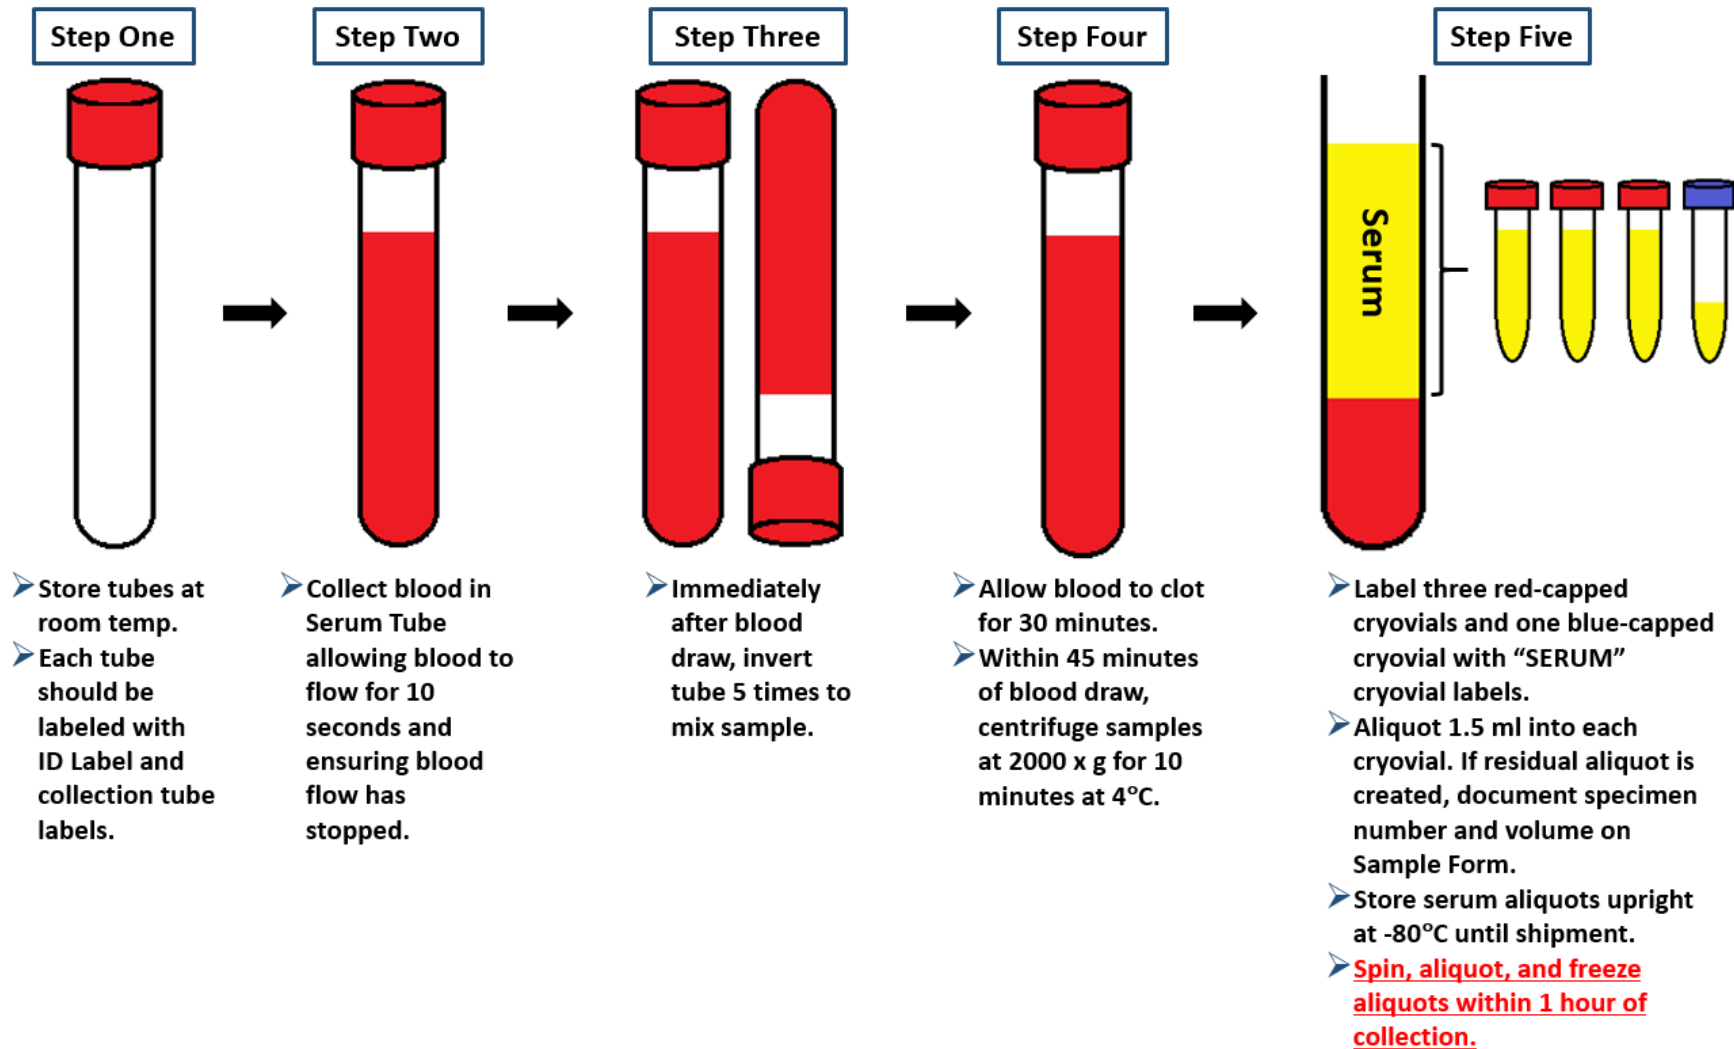 Step One
Store tubes at
room temp.
Each tube
should be
labeled with
ID Label and
collection tube
labels.
Step Two
Collect blood in
Serum Tube
allowing blood to
flow for 10
seconds and
ensuring blood
flow has
stopped.
Step Three
Immediately
after blood
draw, invert
tube 5 times to
mix sample.
Step Four
Allow blood to clot
for 30 minutes.
Within 45 minutes
of blood draw,
centrifuge samples
at 2000 x g for 10
minutes at 4°C.
Step Five
Serum
Label three red-capped
cryovials and one blue-capped
cryovial with “SERUM”
cryovial labels.
Aliquot 1.5 ml into each
cryovial. If residual aliquot is
created, document specimen
number and volume on
Sample Form.
Store serum aliquots upright
at -80°C until shipment.
Spin, aliquot, and freeze
aliquots within 1 hour of
collection.